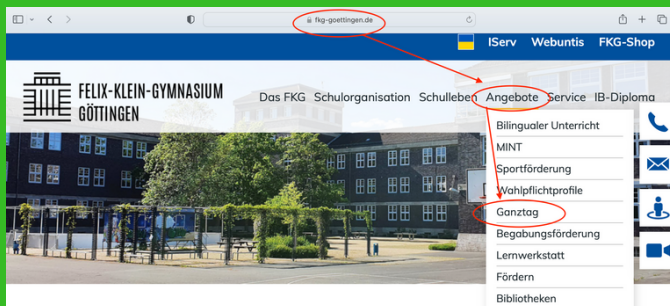 fkg-goettingen.de
IServ Webuntis FKG-Shop
FELIX-KLEIN-GYMNASIUM
GÖTTINGEN
Das FKG Schulorganisation Schulleben Angebote Service IB-Diploma
Bilingualer Unterricht
MINT
Sportförderung
Wahlpflichtprofile
Ganztag
Begabungsförderung
Lernwerkstatt
Fördern
Bibliotheken